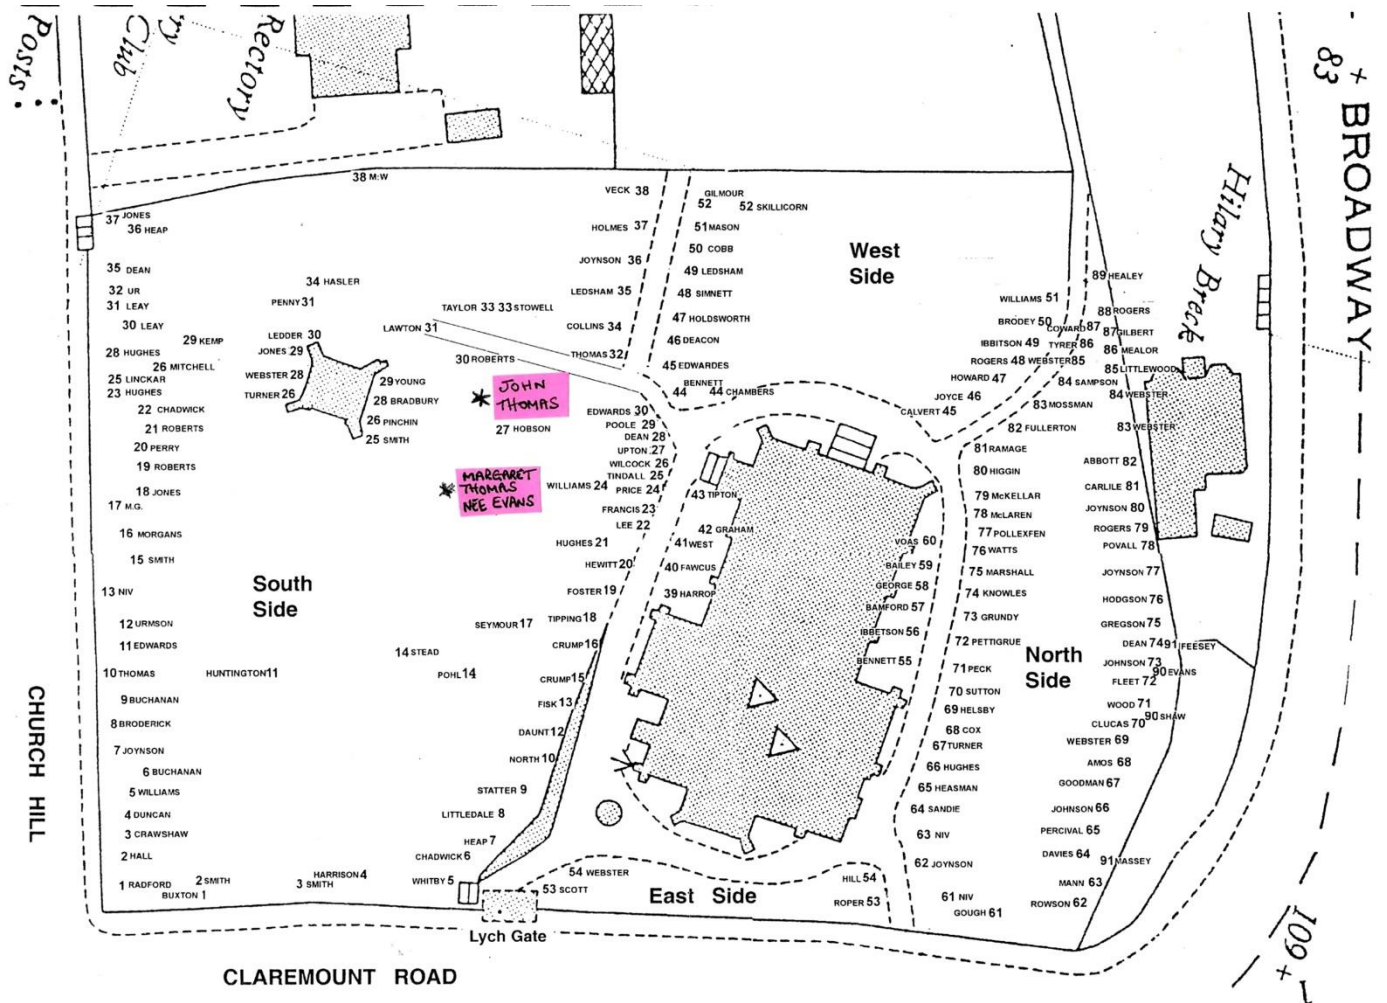 Posts :
ry
Club
Rectory
+
83
BROADWAY
Hilary Breck
109 +
CHURCH HILL
CLAREMOUNT ROAD
Lych Gate
South
Side
38 M:W
37 JONES
36 HEAP
35 DEAN
34 HASLER
32 UR
31 LEAY
PENNY 31
30 LEAY
29 KEMP
LEDDER 30
JONES 29
28 HUGHES
26 MITCHELL
WEBSTER 28
25 LINCKAR
23 HUGHES
TURNER 26
22 CHADWICK
21 ROBERTS
20 PERRY
19 ROBERTS
18 JONES
17 M.G.
16 MORGANS
15 SMITH
13 NIV
12 URMSON
11 EDWARDS
10 THOMAS
HUNTINGTON 11
9 BUCHANAN
8 BRODERICK
7 JOYNSON
6 BUCHANAN
5 WILLIAMS
4 DUNCAN
3 CRAWSHAW
2 HALL
1 RADFORD
2 SMITH
BUXTON 1
3 SMITH
HARRISON 4
TAYLOR 33
33 STOWELL
LAWTON 31
30 ROBERTS
29 YOUNG
28 BRADBURY
26 PINCHIN
25 SMITH
JOHN
THOMAS
27 HOBSON
MARGARET
THOMAS
NÉE EVANS
VECK 38
HOLMES 37
JOYNSON 36
LEDSHAM 35
COLLINS 34
THOMAS 32
EDWARDS 30
POOLE 29
DEAN 28
UPTON 27
WILCOCK 26
TINDALL 25
WILLIAMS 24
PRICE 24
FRANCIS 23
LEE 22
HUGHES 21
HEWITT 20
FOSTER 19
TIPPING 18
SEYMOUR 17
CRUMP 16
14 STEAD
POHL 14
CRUMP 15
FISK 13
DAUNT 12
NORTH 10
STATTER 9
LITTLEDALE 8
HEAP 7
CHADWICK 6
WHITBY 5
West
Side
GILMOUR
52
52 SKILLICORN
51 MASON
50 COBB
49 LEDSHAM
48 SIMNETT
47 HOLDSWORTH
46 DEACON
45 EDWARDES
BENNETT
44
44 CHAMBERS
43 TIPTON
42 GRAHAM
41 WEST
40 FAWCUS
39 HARROP
WILLIAMS 51
BRODEY 50
IBBITSON 49
ROGERS 48
HOWARD 47
JOYCE 46
CALVERT 45
VOAS 60
BAILEY 59
GEORGE 58
BAMFORD 57
IBBETSON 56
BENNETT 55
East Side
54 WEBSTER
53 SCOTT
HILL 54
ROPER 53
North
Side
89 HEALEY
88 ROGERS
COWARD 87
87 GILBERT
TYRER 86
86 MEALOR
WEBSTER 85
85 LITTLEWOOD
84 SAMPSON
84 WEBSTER
83 MOSSMAN
83 WEBSTER
82 FULLERTON
81 RAMAGE
80 HIGGIN
79 McKELLAR
78 McLAREN
77 POLLEXFEN
76 WATTS
75 MARSHALL
74 KNOWLES
73 GRUNDY
72 PETTIGRUE
71 PECK
70 SUTTON
69 HELSBY
68 COX
67 TURNER
66 HUGHES
65 HEASMAN
64 SANDIE
63 NIV
62 JOYNSON
61 NIV
GOUGH 61
ABBOTT 82
CARLILE 81
JOYNSON 80
ROGERS 79
POVALL 78
JOYNSON 77
HODGSON 76
GREGSON 75
DEAN 74
91 FEESEY
JOHNSON 73
90 EVANS
FLEET 72
WOOD 71
90 SHAW
CLUCAS 70
WEBSTER 69
AMOS 68
GOODMAN 67
JOHNSON 66
PERCIVAL 65
DAVIES 64
91 MASSEY
MANN 63
ROWSON 62